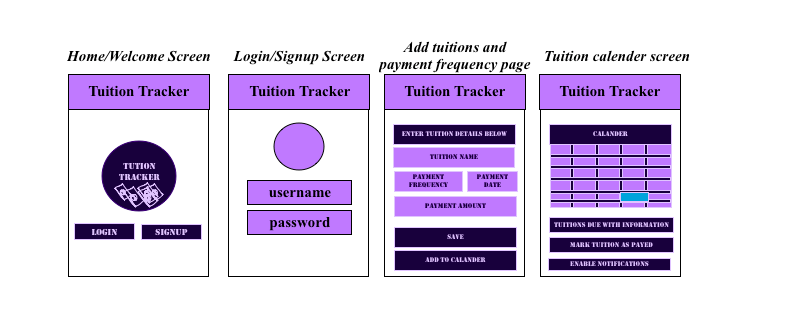 Home/Welcome Screen
Tuition Tracker
TUTION
TRACKER
LOGIN
SIGNUP
Login/Signup Screen
Tuition Tracker
username
password
Add tuitions and
payment frequency page
Tuition Tracker
ENTER TUITION DETAILS BELOW
TUITION NAME
PAYMENT
FREQUENCY
PAYMENT
DATE
PAYMENT AMOUNT
SAVE
ADD TO CALANDER
Tuition calender screen
Tuition Tracker
CALANDER
TUITIONS DUE WITH INFORMATION
MARK TUITION AS PAYED
ENABLE NOTIFICATIONS